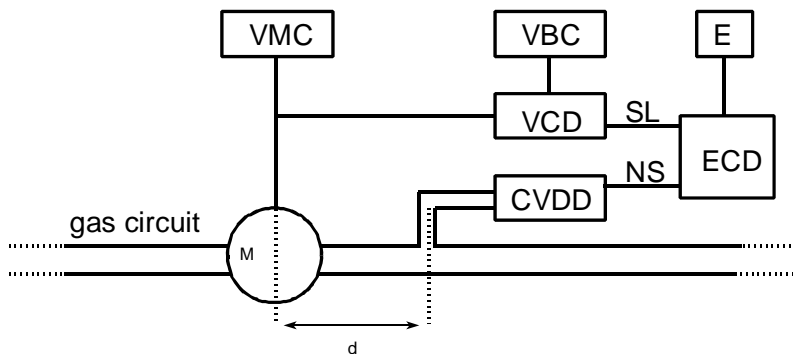 VMC
VBC
E
VCD
SL
ECD
NS
CVDD
gas circuit
M
d